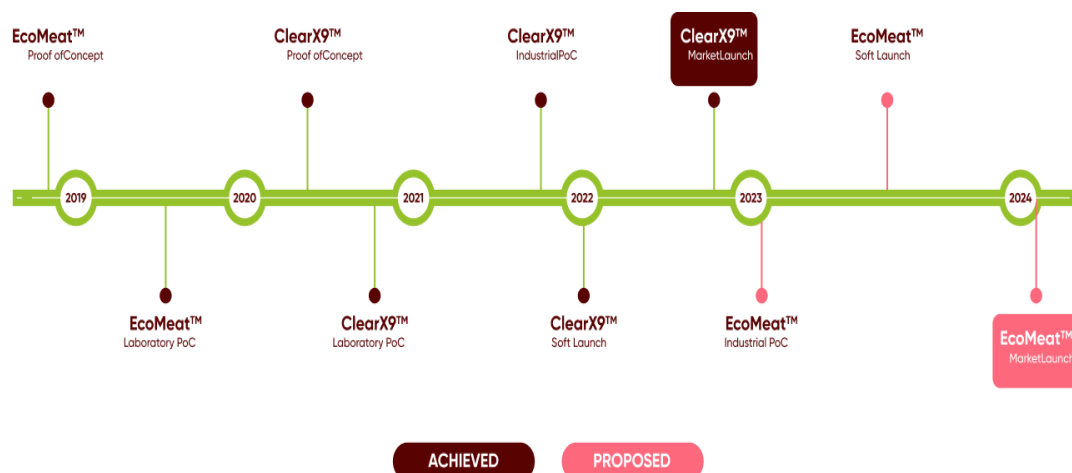 EcoMeat™
Proof ofConcept
ClearX9™
Proof ofConcept
ClearX9™
IndustrialPoC
ClearX9™
MarketLaunch
EcoMeat™
Soft Launch
2019
2020
2021
2022
2023
2024
EcoMeat™
Laboratory PoC
ClearX9™
Laboratory PoC
ClearX9™
Soft Launch
EcoMeat™
Industrial PoC
EcoMeat™
MarketLaunch
ACHIEVED
PROPOSED